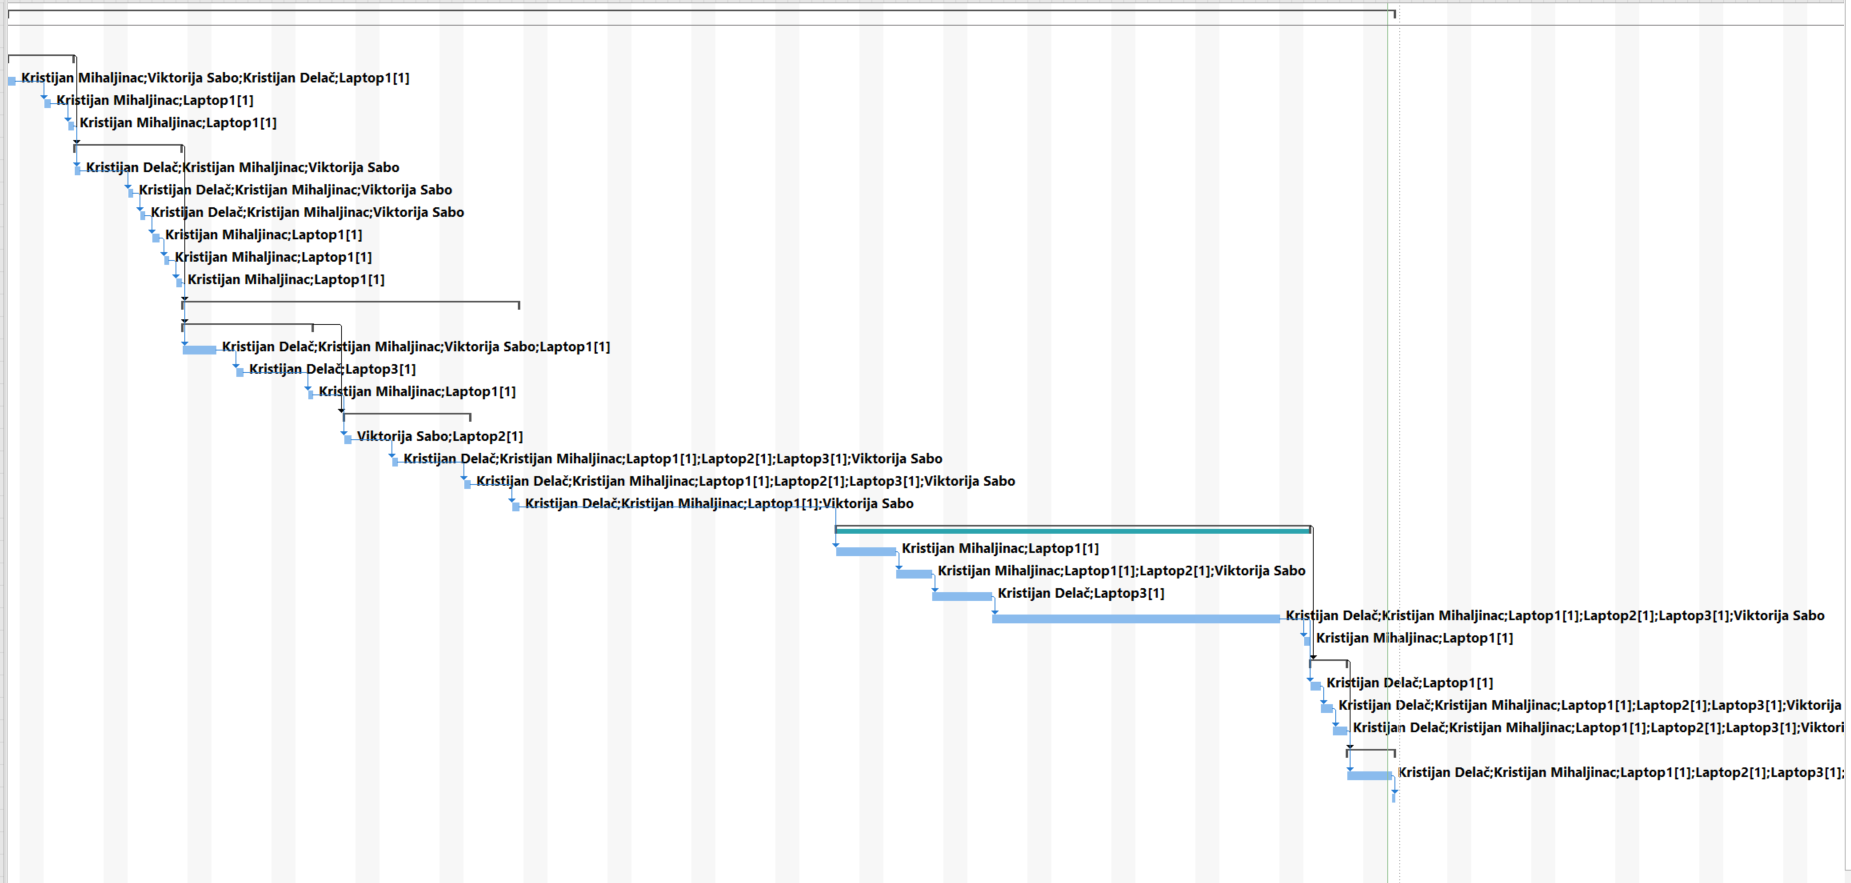 Kristijan Mihaljinac;Viktorija Sabo;Kristijan Delač;Laptop1[1]
Kristijan Mihaljinac;Laptop1[1]
Kristijan Mihaljinac;Laptop1[1]
Kristijan Delač;Kristijan Mihaljinac;Viktorija Sabo
Kristijan Delač;Kristijan Mihaljinac;Viktorija Sabo
Kristijan Delač;Kristijan Mihaljinac;Viktorija Sabo
Kristijan Mihaljinac;Laptop1[1]
Kristijan Mihaljinac;Laptop1[1]
Kristijan Mihaljinac;Laptop1[1]
Kristijan Delač;Kristijan Mihaljinac;Viktorija Sabo;Laptop1[1]
Kristijan Delač;Laptop3[1]
Kristijan Mihaljinac;Laptop1[1]
Viktorija Sabo;Laptop2[1]
Kristijan Delač;Kristijan Mihaljinac;Laptop1[1];Laptop2[1];Laptop3[1];Viktorija Sabo
Kristijan Delač;Kristijan Mihaljinac;Laptop1[1];Laptop2[1];Laptop3[1];Viktorija Sabo
Kristijan Delač;Kristijan Mihaljinac;Laptop1[1];Viktorija Sabo
Kristijan Mihaljinac;Laptop1[1]
Kristijan Mihaljinac;Laptop1[1];Laptop2[1];Viktorija Sabo
Kristijan Delač;Laptop3[1]
Kristijan Delač;Kristijan Mihaljinac;Laptop1[1];Laptop2[1];Laptop3[1];Viktorija Sabo
Kristijan Mihaljinac;Laptop1[1]
Kristijan Delač;Laptop1[1]
Kristijan Delač;Kristijan Mihaljinac;Laptop1[1];Laptop2[1];Laptop3[1];Viktorija
Kristijan Delač;Kristijan Mihaljinac;Laptop1[1];Laptop2[1];Laptop3[1];Viktori
Kristijan Delač;Kristijan Mihaljinac;Laptop1[1];Laptop2[1];Laptop3[1];